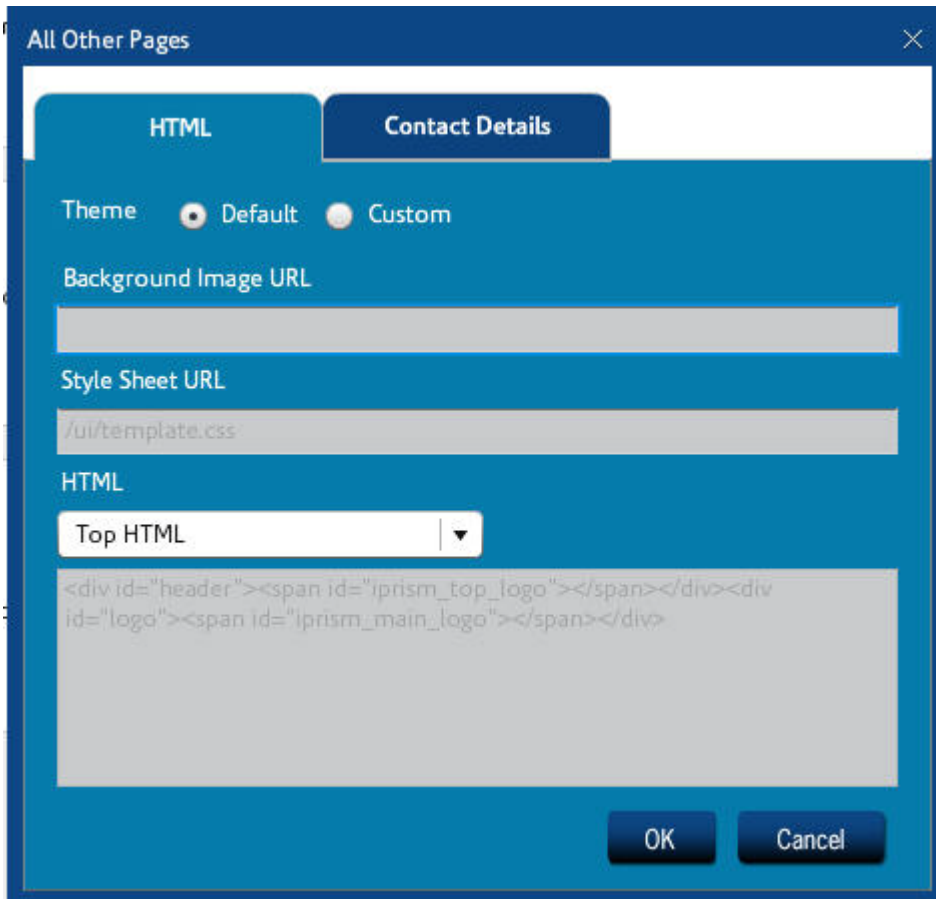 All Other Pages
HTML
Contact Details
Theme
Default
Custom
Background Image URL
Style Sheet URL
/ui/template.css
HTML
Top HTML
<div id="header"><span id="iprism_top_logo"></span></div><div
id="logo"><span id="iprism_main_logo"></span></div>
OK
Cancel